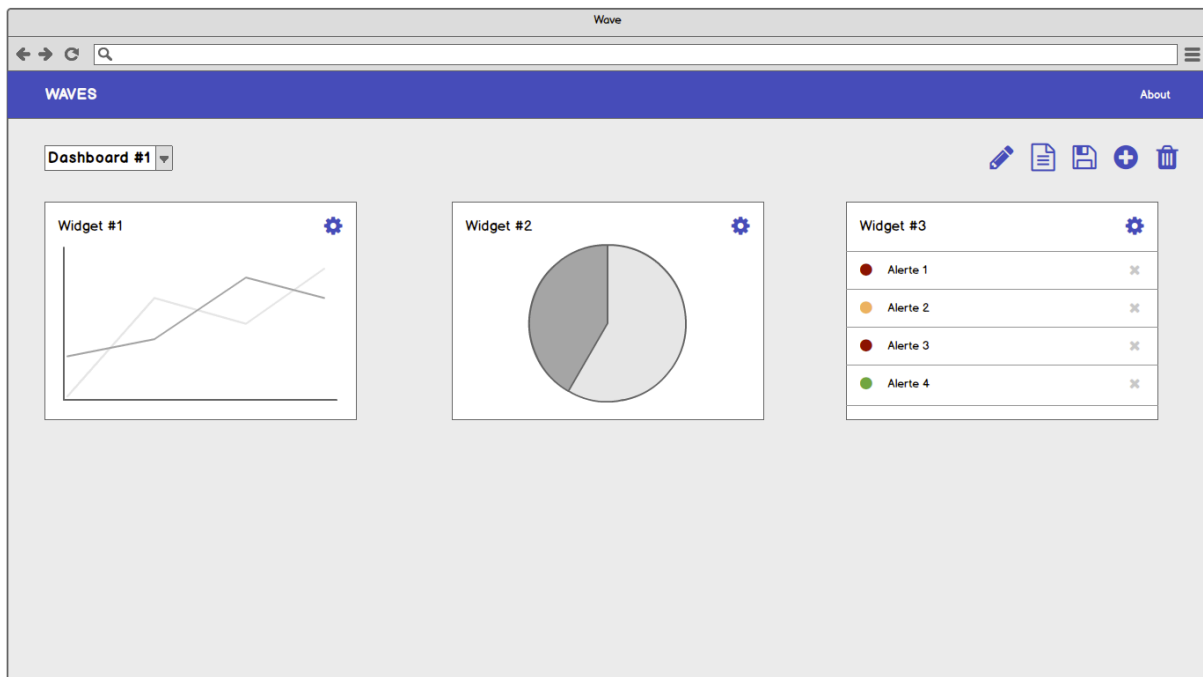 Wave
WAVES
About
Dashboard #1
Widget #1
Widget #2
Widget #3
Alerte 1
Alerte 2
Alerte 3
Alerte 4